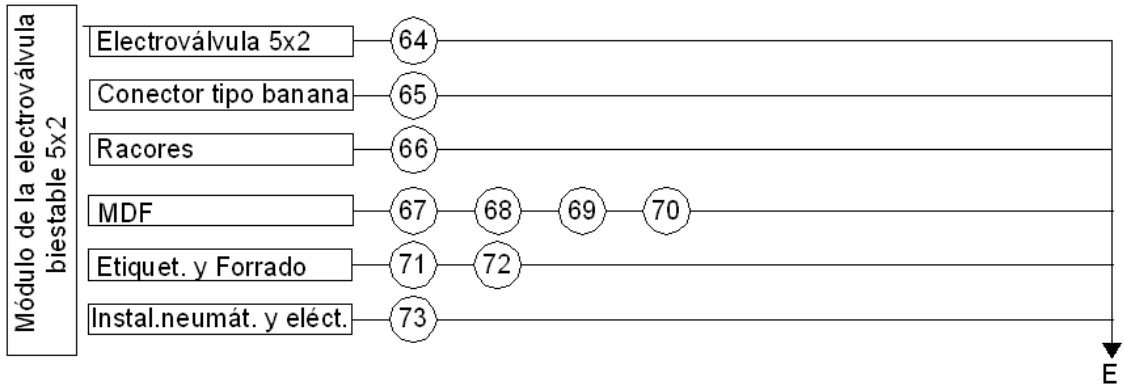 Módulo de la electroválvula
biestable 5x2
Electroválvula 5x2
64
Conector tipo banana
65
Racores
66
MDF
67
68
69
70
Etiquet. y Forrado
71
72
Instal.neumát. y eléct.
73
E